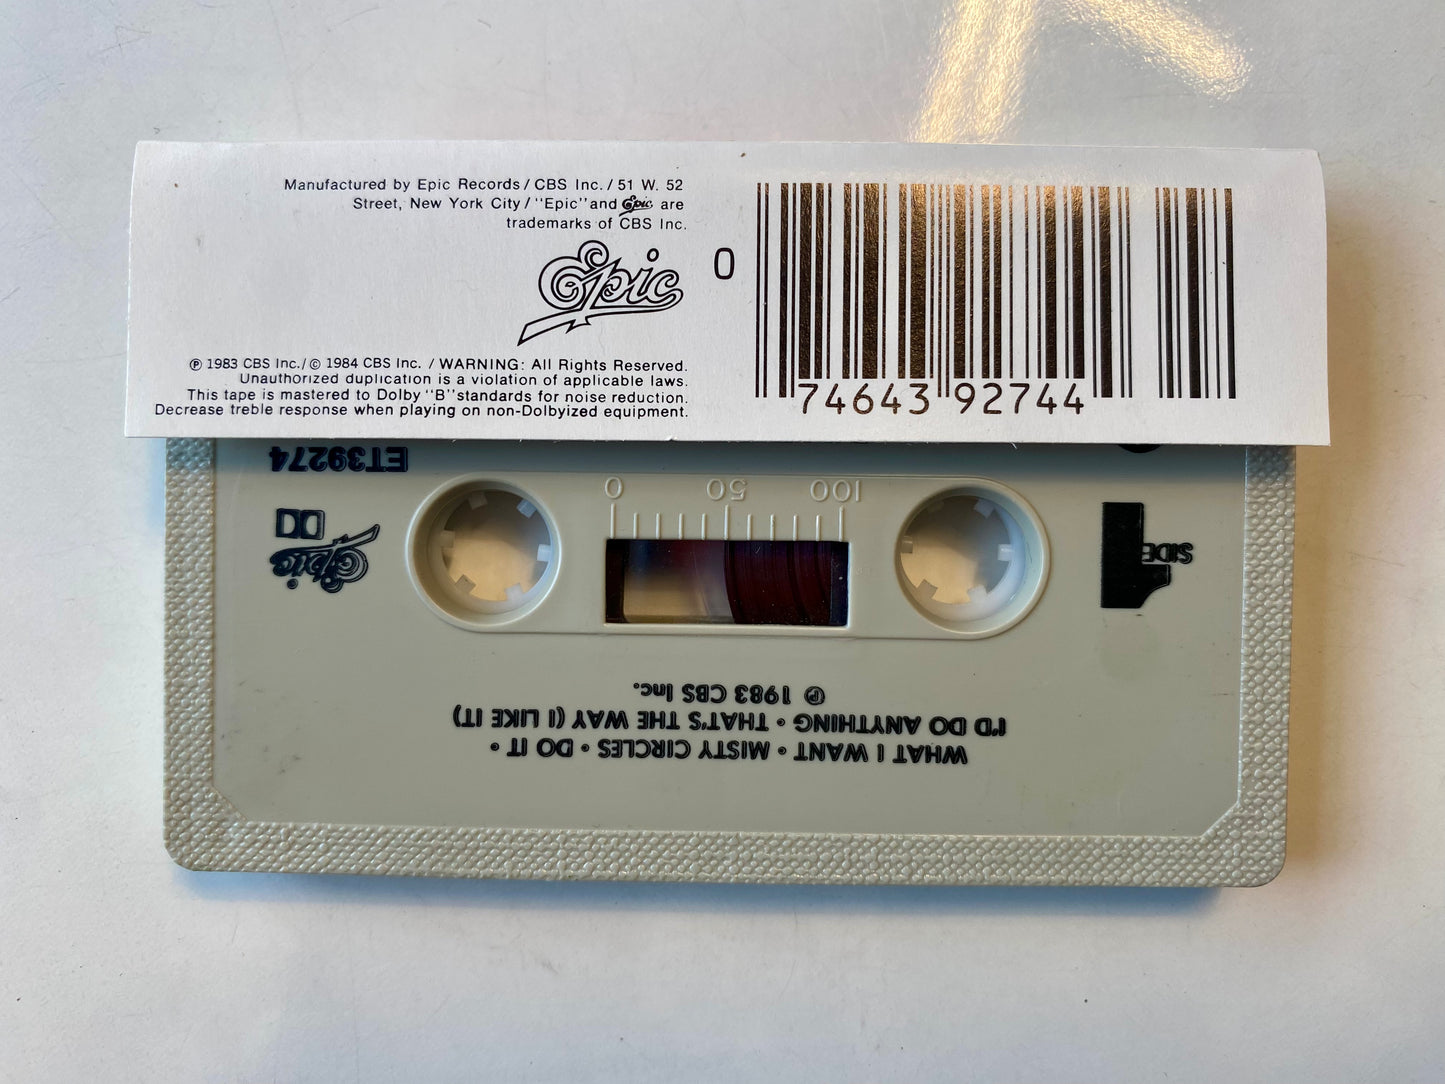 Manufactured by Epic Records / CBS Inc. / 51 W. 52
Street, New York City / ''Epic'' and Epic are
trademarks of CBS Inc.
Epic
℗ 1983 CBS Inc./© 1984 CBS Inc. / WARNING: All Rights Reserved.
Unauthorized duplication is a violation of applicable laws.
This tape is mastered to Dolby ''B'' standards for noise reduction.
Decrease treble response when playing on non-Dolbyized equipment.
0
74643 92744
ET39274
Epic
SIDE 1
0 50 100
WHAT I WANT • MISTY CIRCLES • DO IT •
I'D DO ANYTHING • THAT'S THE WAY (I LIKE IT)
℗ 1983 CBS Inc.